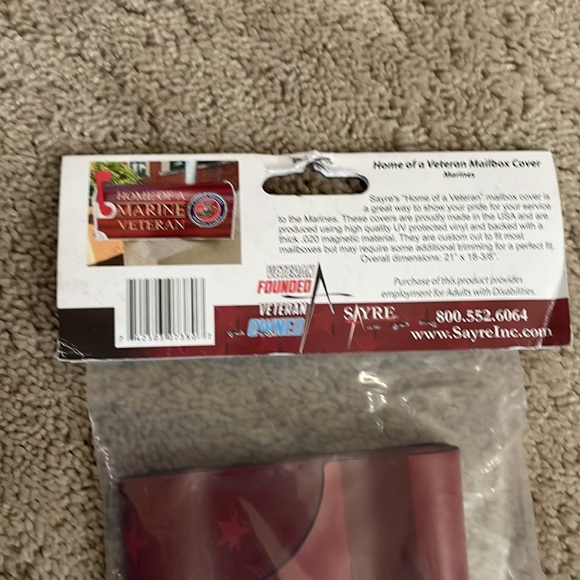 Home of a Veteran Mailbox Cover
Marines
Sayre's "Home of a Veteran" mailbox cover is
a great way to show your pride for your service
to the Marines. These covers are proudly made in the USA and are
produced using high quality UV protected vinyl and backed with a
thick .020 magnetic material. They are custom cut to fit most
mailboxes but may require some additional trimming for a perfect fit.
Overall dimensions: 21" x 18-3/8".
Purchase of this product provides
employment for Adults with Disabilities.
HOME OF A
MARINE
VETERAN
VETERAN
FOUNDED
VETERAN
OWNED
SAYRE
800.552.6064
www.SayreInc.com